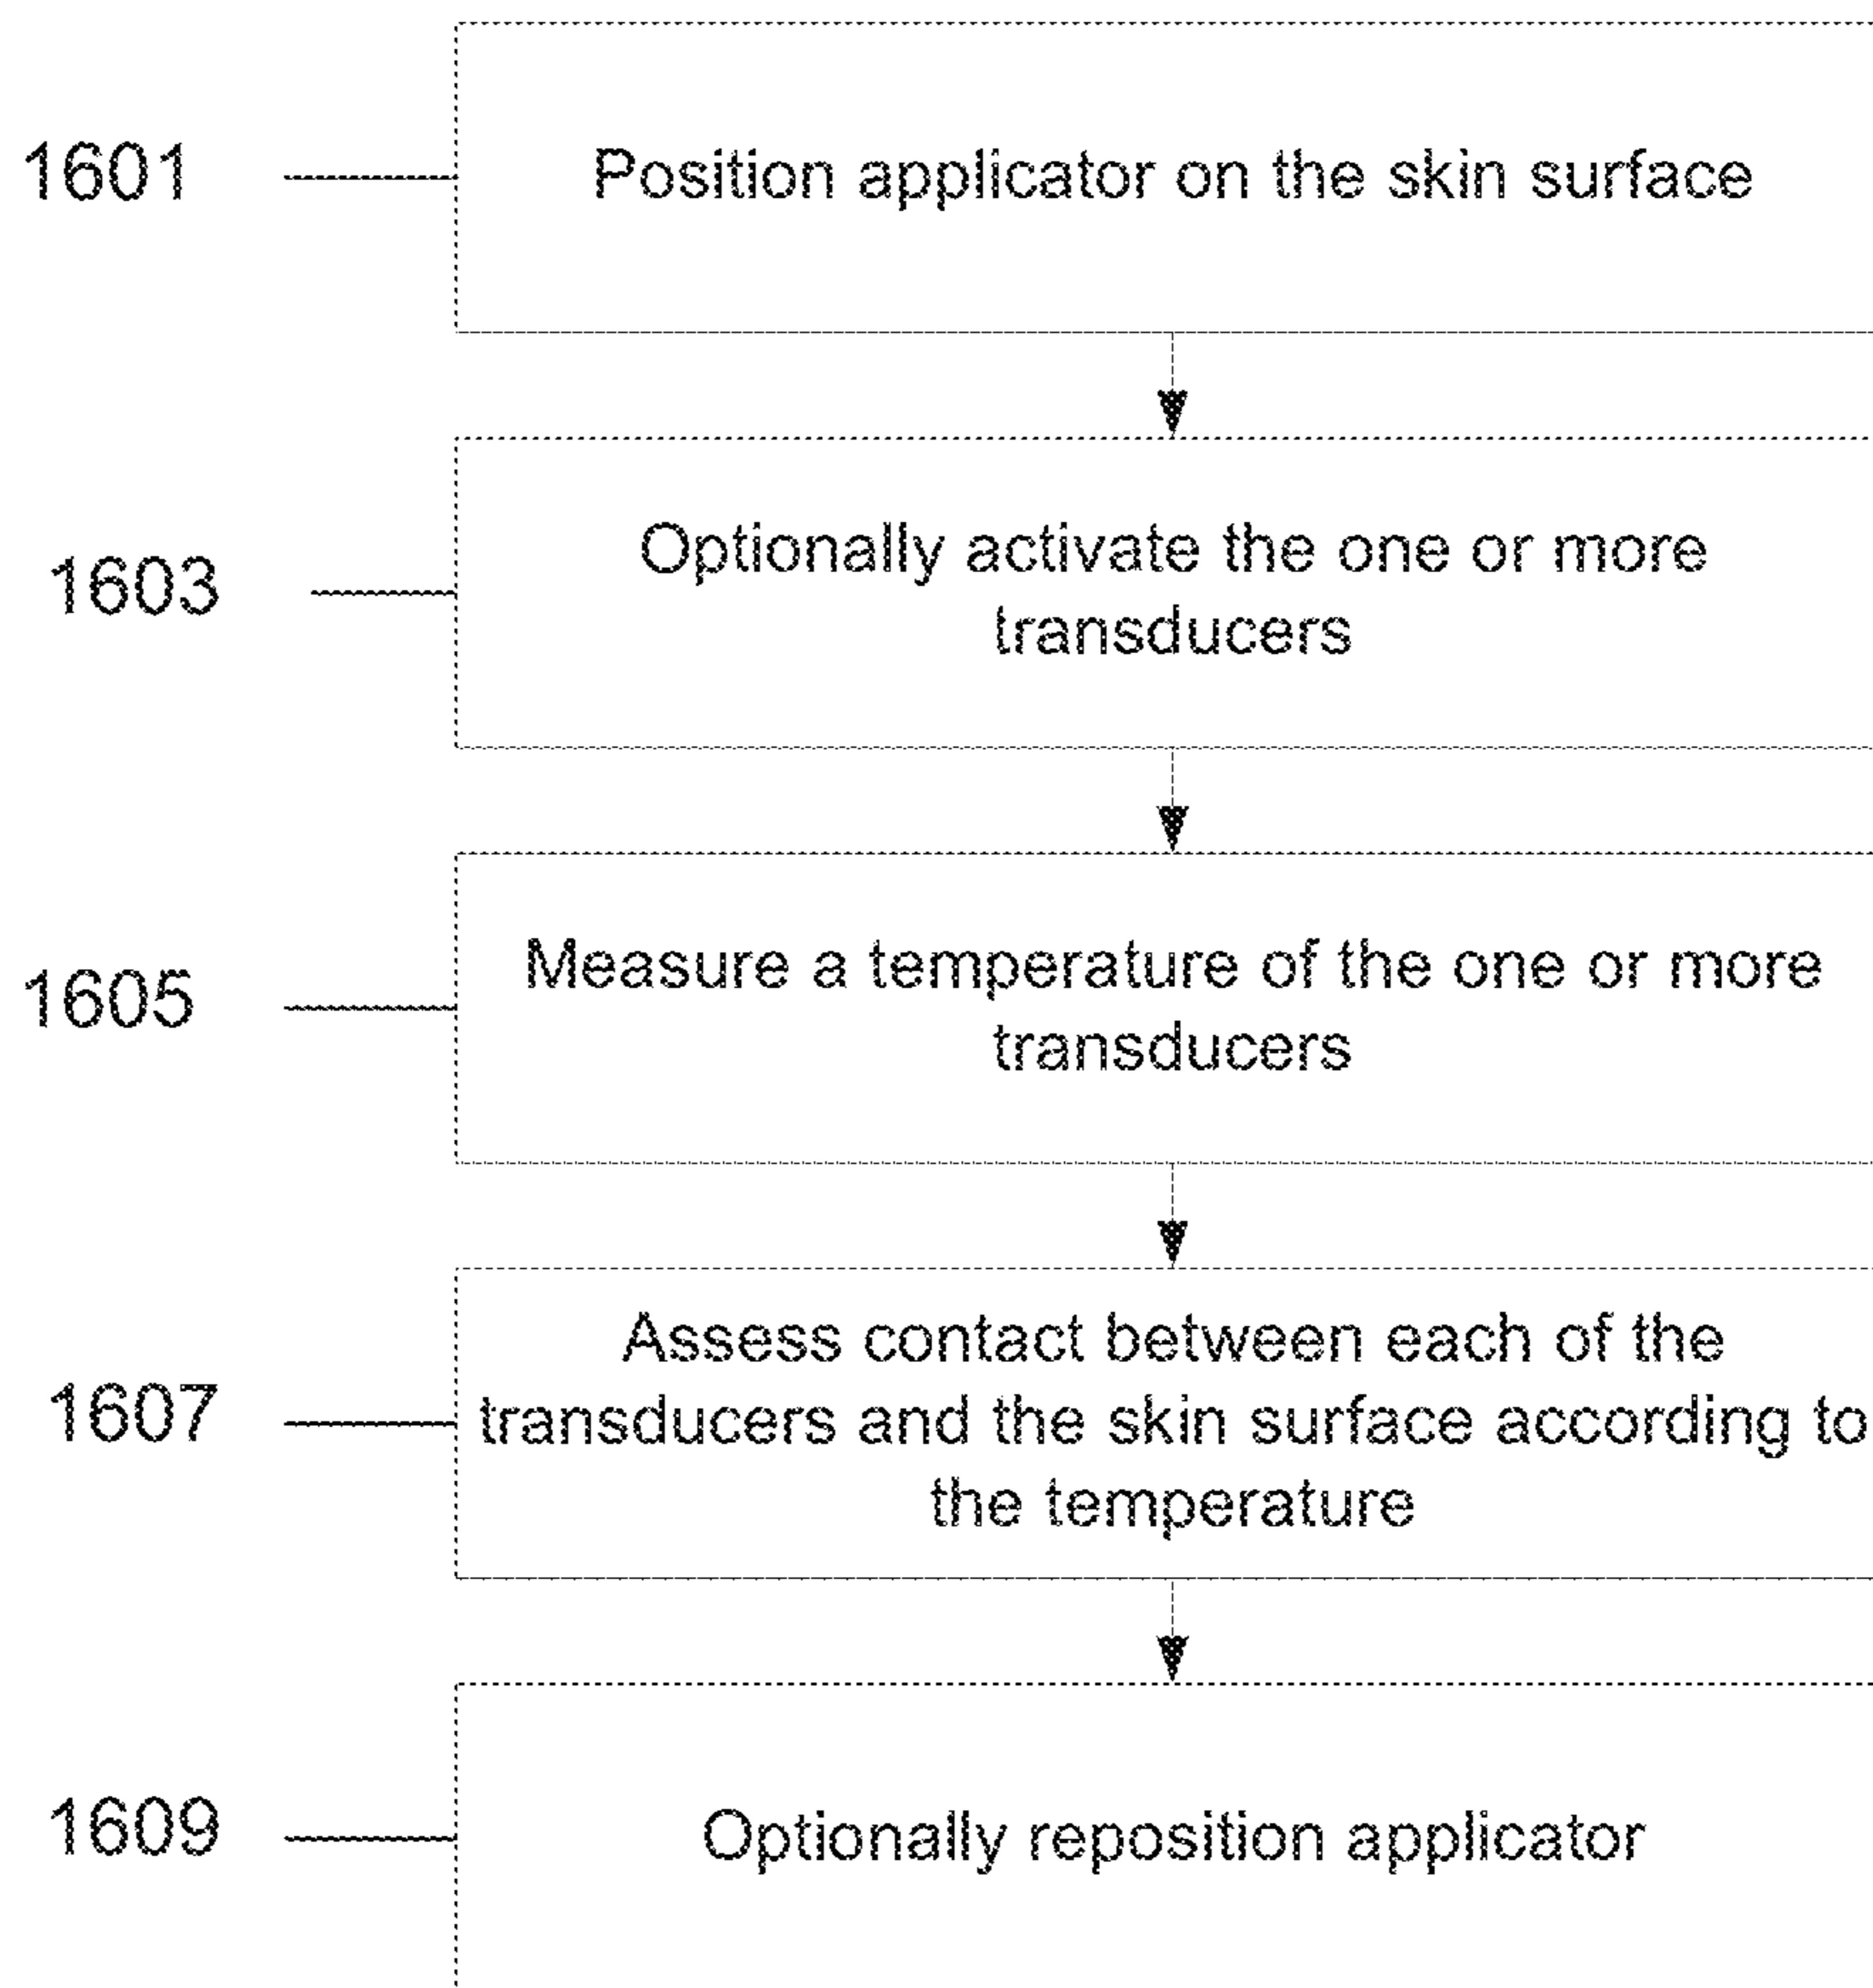 1601
Position applicator on the skin surface
1603
Optionally activate the one or more
transducers
1605
Measure a temperature of the one or more
transducers
1607
Assess contact between each of the
transducers and the skin surface according to
the temperature
1609
Optionally reposition applicator